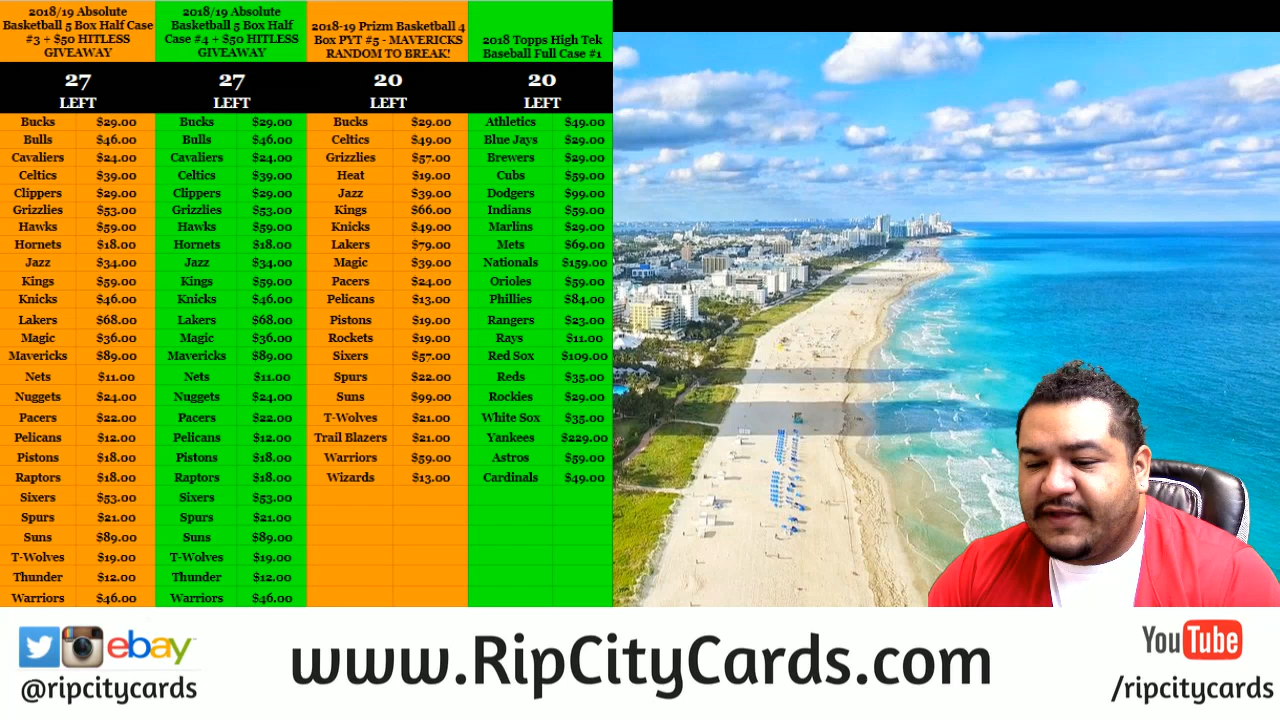 2018/19 Absolute
Basketball 5 Box Half Case
#3 + $50 HITLESS
GIVEAWAY
27
LEFT
Bucks $29.00
Bulls $46.00
Cavaliers $24.00
Celtics $39.00
Clippers $29.00
Grizzlies $53.00
Hawks $59.00
Hornets $18.00
Jazz $34.00
Kings $59.00
Knicks $46.00
Lakers $68.00
Magic $36.00
Mavericks $89.00
Nets $11.00
Nuggets $24.00
Pacers $22.00
Pelicans $12.00
Pistons $18.00
Raptors $18.00
Sixers $53.00
Spurs $21.00
Suns $89.00
T-Wolves $19.00
Thunder $12.00
Warriors $46.00
2018/19 Absolute
Basketball 5 Box Half
Case #4 + $50 HITLESS
GIVEAWAY
27
LEFT
Bucks $29.00
Bulls $46.00
Cavaliers $24.00
Celtics $39.00
Clippers $29.00
Grizzlies $53.00
Hawks $59.00
Hornets $18.00
Jazz $34.00
Kings $59.00
Knicks $46.00
Lakers $68.00
Magic $36.00
Mavericks $89.00
Nets $11.00
Nuggets $24.00
Pacers $22.00
Pelicans $12.00
Pistons $18.00
Raptors $18.00
Sixers $53.00
Spurs $21.00
Suns $89.00
T-Wolves $19.00
Thunder $12.00
Warriors $46.00
2018-19 Prizm Basketball 4
Box PYT #5 - MAVERICKS
RANDOM TO BREAK!
20
LEFT
Bucks $29.00
Celtics $49.00
Grizzlies $57.00
Heat $19.00
Jazz $39.00
Kings $66.00
Knicks $49.00
Lakers $79.00
Magic $39.00
Pacers $24.00
Pelicans $13.00
Pistons $19.00
Rockets $19.00
Sixers $57.00
Spurs $22.00
Suns $99.00
T-Wolves $21.00
Trail Blazers $21.00
Warriors $59.00
Wizards $13.00
2018 Topps High Tek
Baseball Full Case #1
20
LEFT
Athletics $49.00
Blue Jays $29.00
Brewers $29.00
Cubs $59.00
Dodgers $99.00
Indians $59.00
Marlins $29.00
Mets $69.00
Nationals $159.00
Orioles $59.00
Phillies $84.00
Rangers $23.00
Rays $11.00
Red Sox $109.00
Reds $35.00
Rockies $29.00
White Sox $35.00
Yankees $229.00
Astros $59.00
Cardinals $49.00
ebay
@ripcitycards
www.RipCityCards.com
YouTube
/ripcitycards